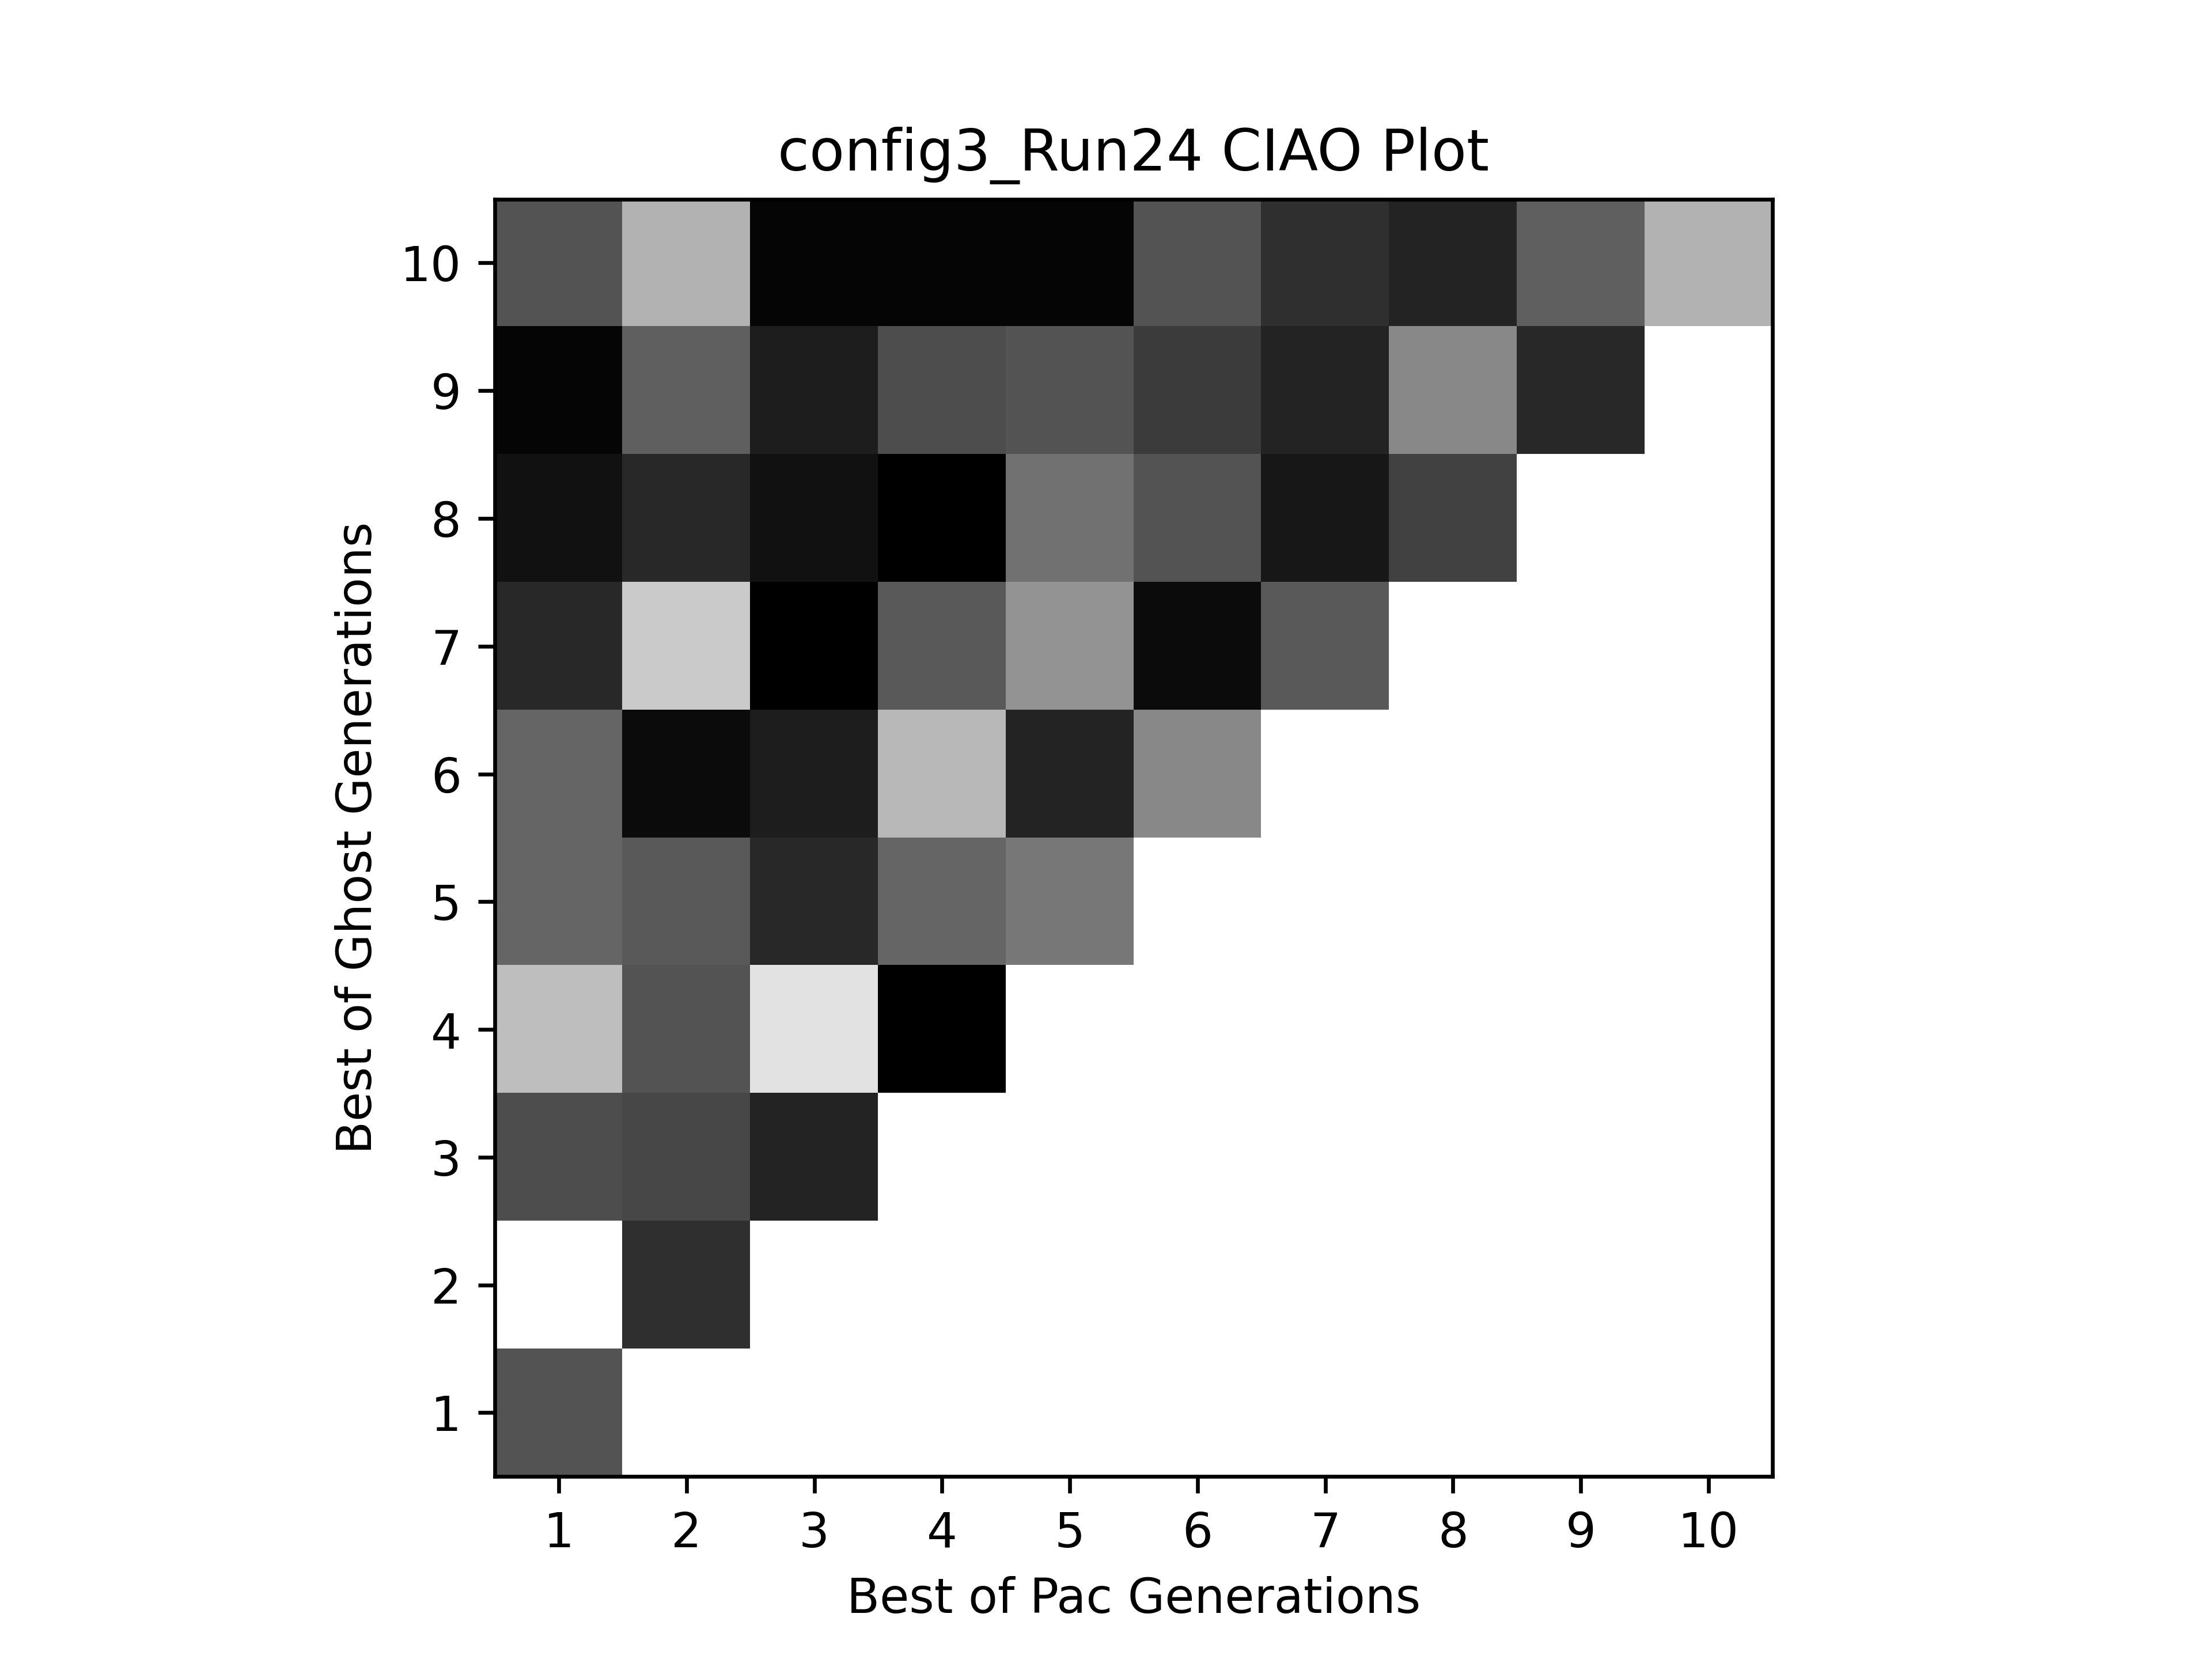 config3_Run24 CIAO Plot
Best of Ghost Generations
10
9
8
7
6
5
4
3
2
1
1 2 3 4 5 6 7 8 9 10
Best of Pac Generations